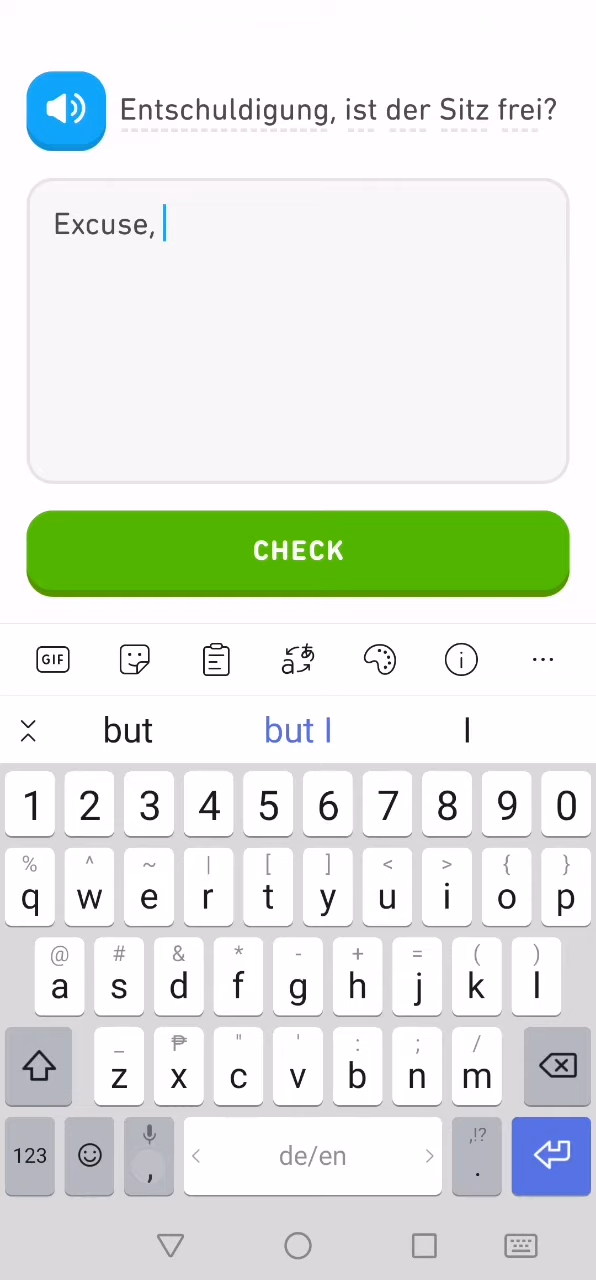 Entschuldigung, ist der Sitz frei?
Excuse,
CHECK
GIF
but but I I
1 2 3 4 5 6 7 8 9 0
% ^ ~ | [ ] < > { }
q w e r t y u i o p
@ # & * - + = ( )
a s d f g h j k l
_ ₱ " ' : ; /
z x c v b n m
123 , < de/en > ,!? .